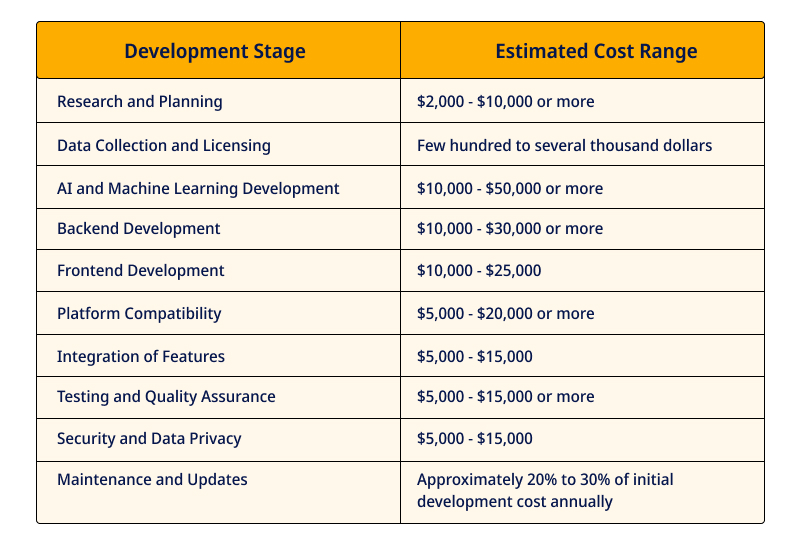 Development Stage
Estimated Cost Range
Research and Planning
$2,000 - $10,000 or more
Data Collection and Licensing
Few hundred to several thousand dollars
AI and Machine Learning Development
$10,000 - $50,000 or more
Backend Development
$10,000 - $30,000 or more
Frontend Development
$10,000 - $25,000
Platform Compatibility
$5,000 - $20,000 or more
Integration of Features
$5,000 - $15,000
Testing and Quality Assurance
$5,000 - $15,000 or more
Security and Data Privacy
$5,000 - $15,000
Maintenance and Updates
Approximately 20% to 30% of initial
development cost annually